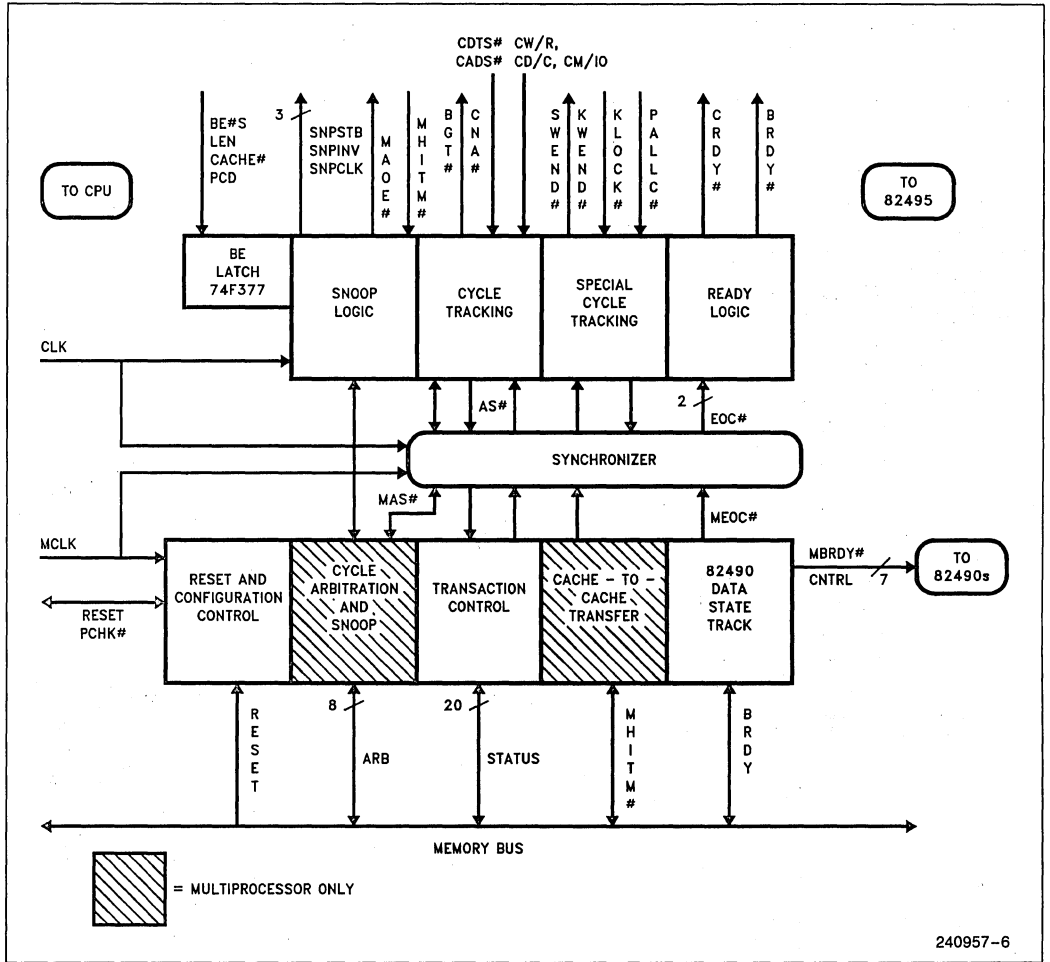 CDTS# CW/R,
CADS# CD/C, CM/IO
BE#S
LEN
CACHE#
PCD
3
SNPSTB
SNPINV
SNPCLK
MAOE#
MHITM#
BGT#
CNA#
SWEND#
KWEND#
KLOCK#
PALLC#
CRDY#
BRDY#
TO CPU
TO
82495
BE
LATCH
74F377
SNOOP
LOGIC
CYCLE
TRACKING
SPECIAL
CYCLE
TRACKING
READY
LOGIC
CLK
AS#
2
EOC#
SYNCHRONIZER
MAS#
MEOC#
MCLK
RESET
PCHK#
RESET AND
CONFIGURATION
CONTROL
CYCLE
ARBITRATION
AND
SNOOP
TRANSACTION
CONTROL
CACHE - TO -
CACHE
TRANSFER
82490
DATA
STATE
TRACK
MBRDY#
CNTRL
7
TO
82490s
RESET
8
ARB
20
STATUS
MHITM#
BRDY
MEMORY BUS
= MULTIPROCESSOR ONLY
240957-6